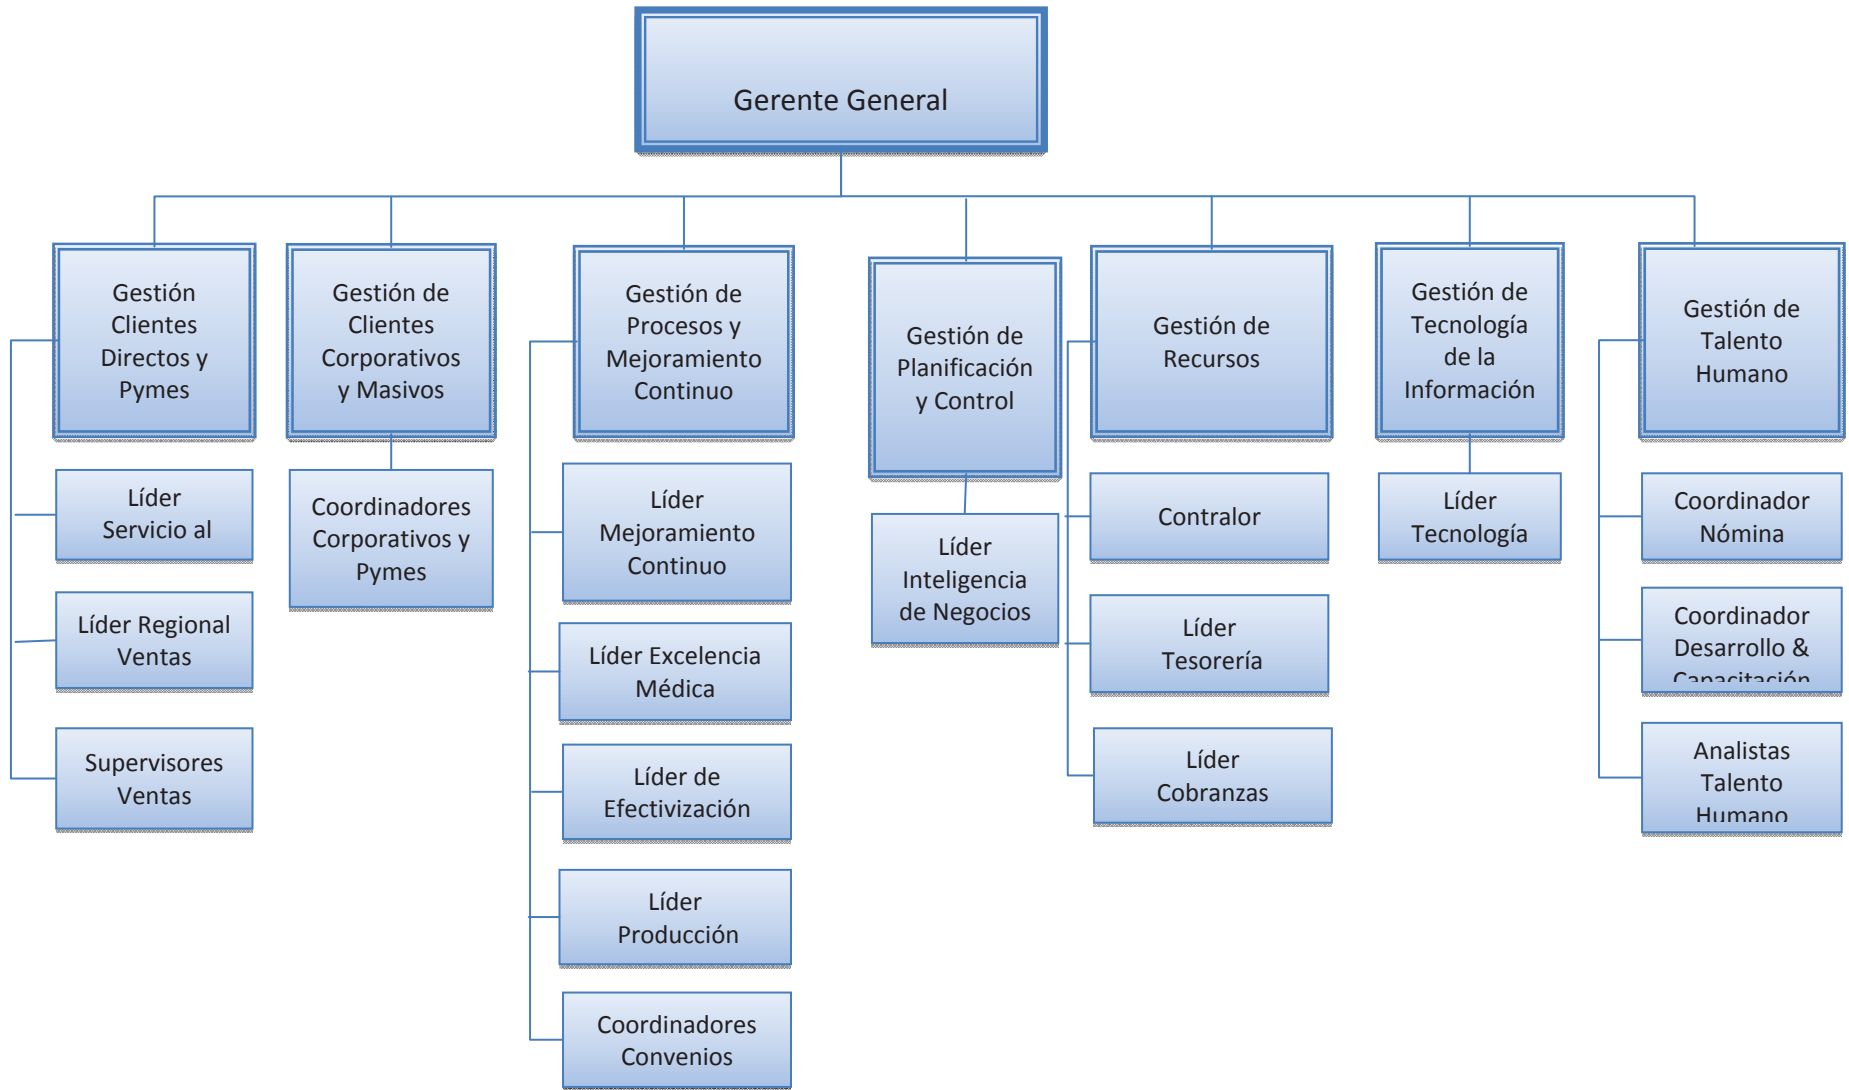 Gerente General
Gestión
Clientes
Directos y
Pymes
Líder
Servicio al
Líder Regional
Ventas
Supervisores
Ventas
Gestión de
Clientes
Corporativos
y Masivos
Coordinadores
Corporativos y
Pymes
Gestión de
Procesos y
Mejoramiento
Continuo
Líder
Mejoramiento
Continuo
Líder Excelencia
Médica
Líder de
Efectivización
Líder
Producción
Coordinadores
Convenios
Gestión de
Planificación
y Control
Líder
Inteligencia
de Negocios
Gestión de
Recursos
Contralor
Líder
Tesorería
Líder
Cobranzas
Gestión de
Tecnología
de la
Información
Líder
Tecnología
Gestión de
Talento
Humano
Coordinador
Nómina
Coordinador
Desarrollo &
Capacitación
Analistas
Talento
Humano